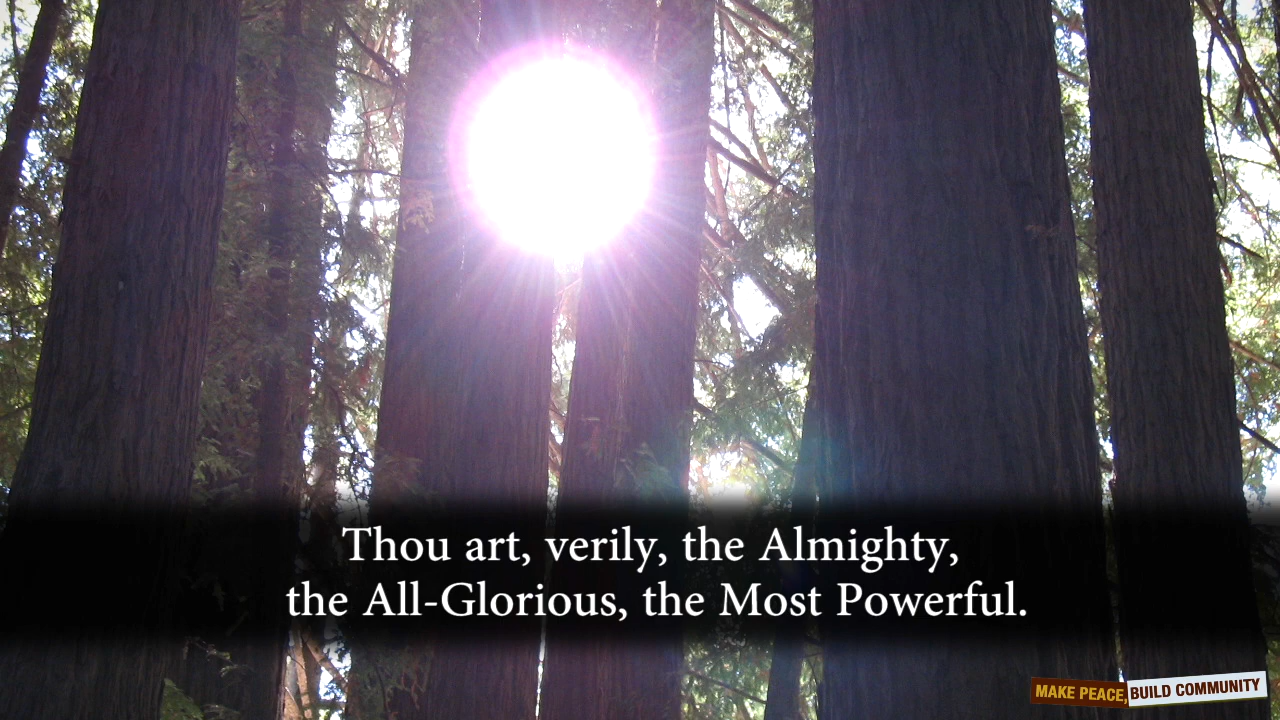 Thou art, verily, the Almighty,
the All-Glorious, the Most Powerful.
MAKE PEACE, BUILD COMMUNITY